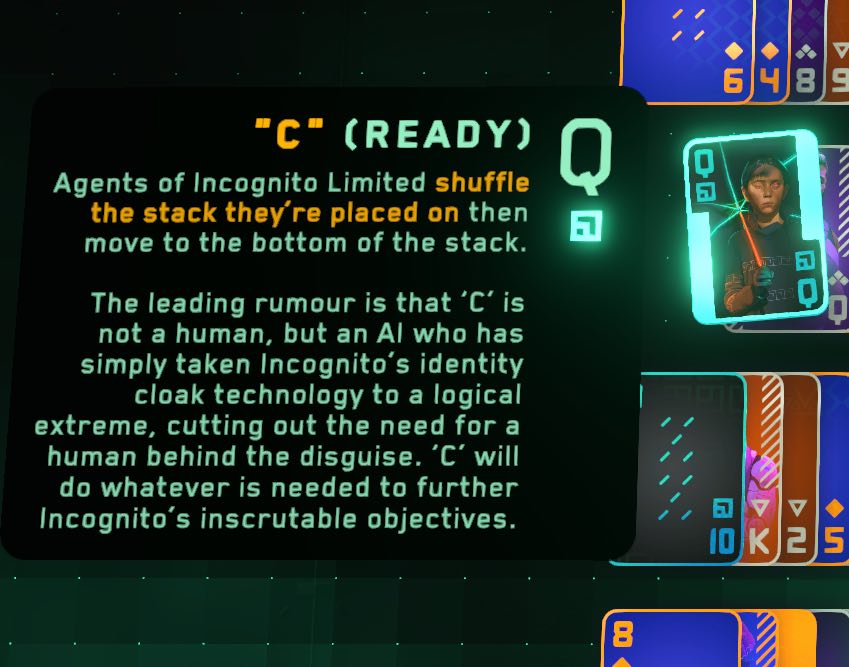 "C" (READY)
Q
Agents of Incognito Limited shuffle
the stack they're placed on then
move to the bottom of the stack.
The leading rumour is that 'C' is
not a human, but an AI who has
simply taken Incognito's identity
cloak technology to a logical
extreme, cutting out the need for a
human behind the disguise. 'C' will
do whatever is needed to further
Incognito's inscrutable objectives.
6 4 8 9
Q
Q
Q
10 K 2 5
8